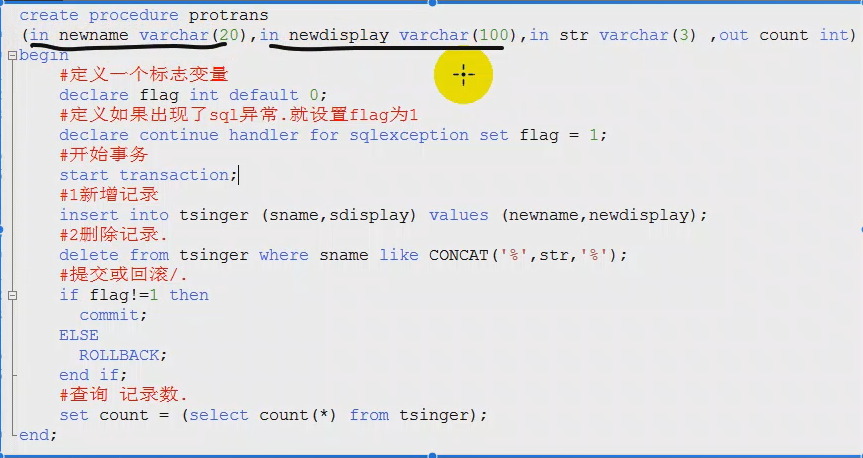 create procedure protrans
(in newname varchar(20),in newdisplay varchar(100),in str varchar(3) ,out count int)
begin
#定义一个标志变量
declare flag int default 0;
#定义如果出现了sql异常.就设置flag为1
declare continue handler for sqlexception set flag = 1;
#开始事务
start transaction;
#1新增记录
insert into tsinger (sname,sdisplay) values (newname,newdisplay);
#2删除记录.
delete from tsinger where sname like CONCAT('%',str,'%');
#提交或回滚/.
if flag!=1 then
commit;
ELSE
ROLLBACK;
end if;
#查询 记录数.
set count = (select count(*) from tsinger);
end;